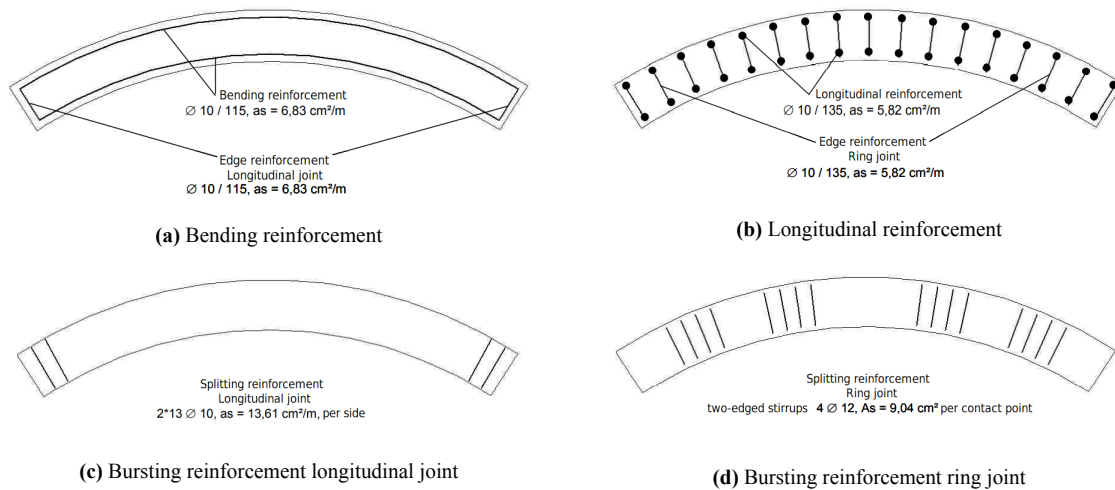 Bending reinforcement
∅ 10 / 115, as = 6,83 cm²/m
Edge reinforcement
Longitudinal joint
∅ 10 / 115, as = 6,83 cm²/m
(a) Bending reinforcement
Longitudinal reinforcement
∅ 10 / 135, as = 5,82 cm²/m
Edge reinforcement
Ring joint
∅ 10 / 135, as = 5,82 cm²/m
(b) Longitudinal reinforcement
Splitting reinforcement
Longitudinal joint
2*13 ∅ 10, as = 13,61 cm²/m, per side
(c) Bursting reinforcement longitudinal joint
Splitting reinforcement
Ring joint
two-edged stirrups 4 ∅ 12, As = 9,04 cm² per contact point
(d) Bursting reinforcement ring joint